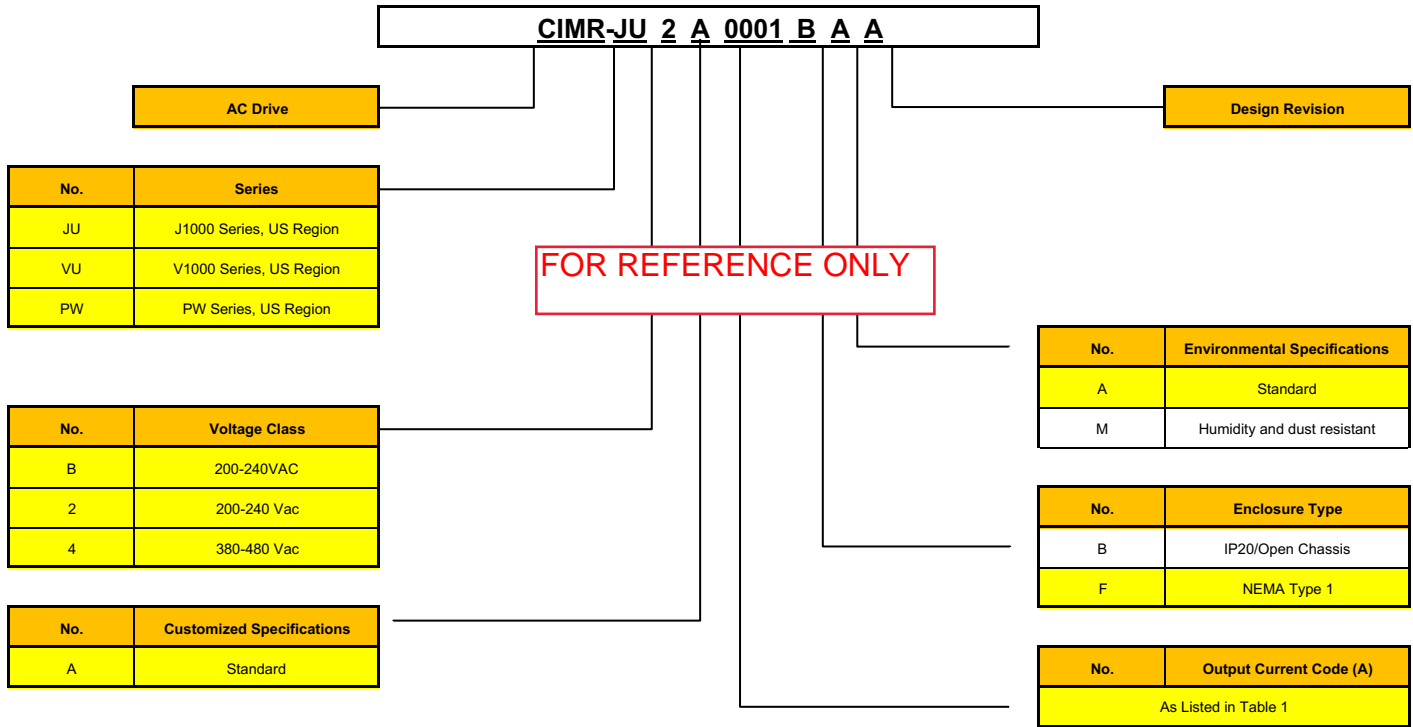 CIMR-JU 2 A 0001 B A A
AC Drive
Design Revision
No. Series
JU J1000 Series, US Region
VU V1000 Series, US Region
PW PW Series, US Region
FOR REFERENCE ONLY
No. Environmental Specifications
A Standard
M Humidity and dust resistant
No. Voltage Class
B 200-240VAC
2 200-240 Vac
4 380-480 Vac
No. Enclosure Type
B IP20/Open Chassis
F NEMA Type 1
No. Customized Specifications
A Standard
No. Output Current Code (A)
As Listed in Table 1